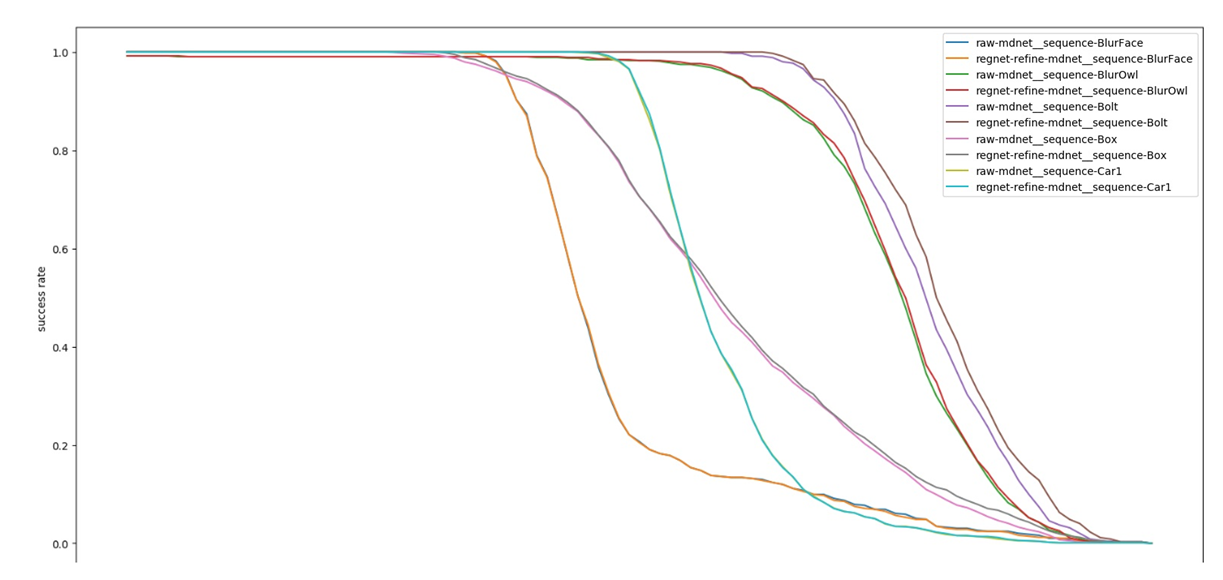 1.0
0.8
0.6
0.4
0.2
0.0
success rate
raw-mdnet__sequence-BlurFace
regnet-refine-mdnet__sequence-BlurFace
raw-mdnet__sequence-BlurOwl
regnet-refine-mdnet__sequence-BlurOwl
raw-mdnet__sequence-Bolt
regnet-refine-mdnet__sequence-Bolt
raw-mdnet__sequence-Box
regnet-refine-mdnet__sequence-Box
raw-mdnet__sequence-Car1
regnet-refine-mdnet__sequence-Car1